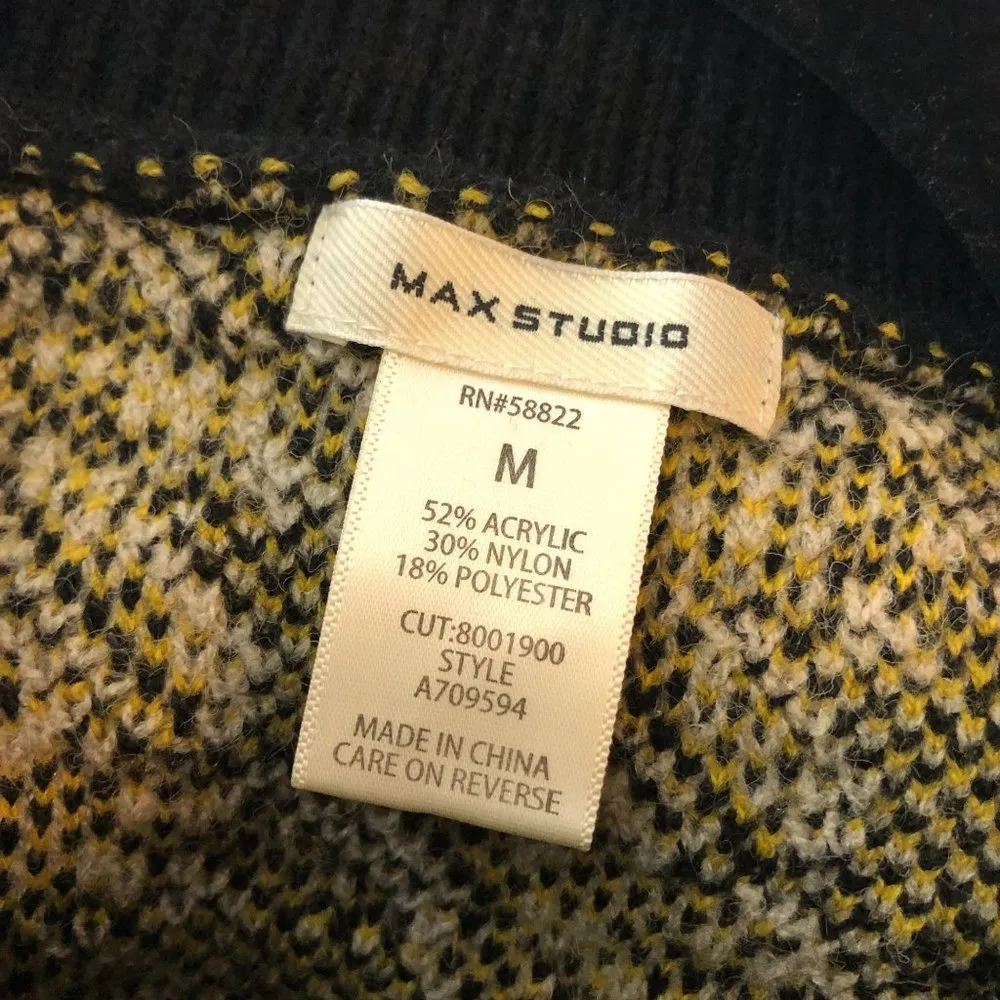 MAX STUDIO
RN#58822
M
52% ACRYLIC
30% NYLON
18% POLYESTER
CUT:8001900
STYLE
A709594
MADE IN CHINA
CARE ON REVERSE